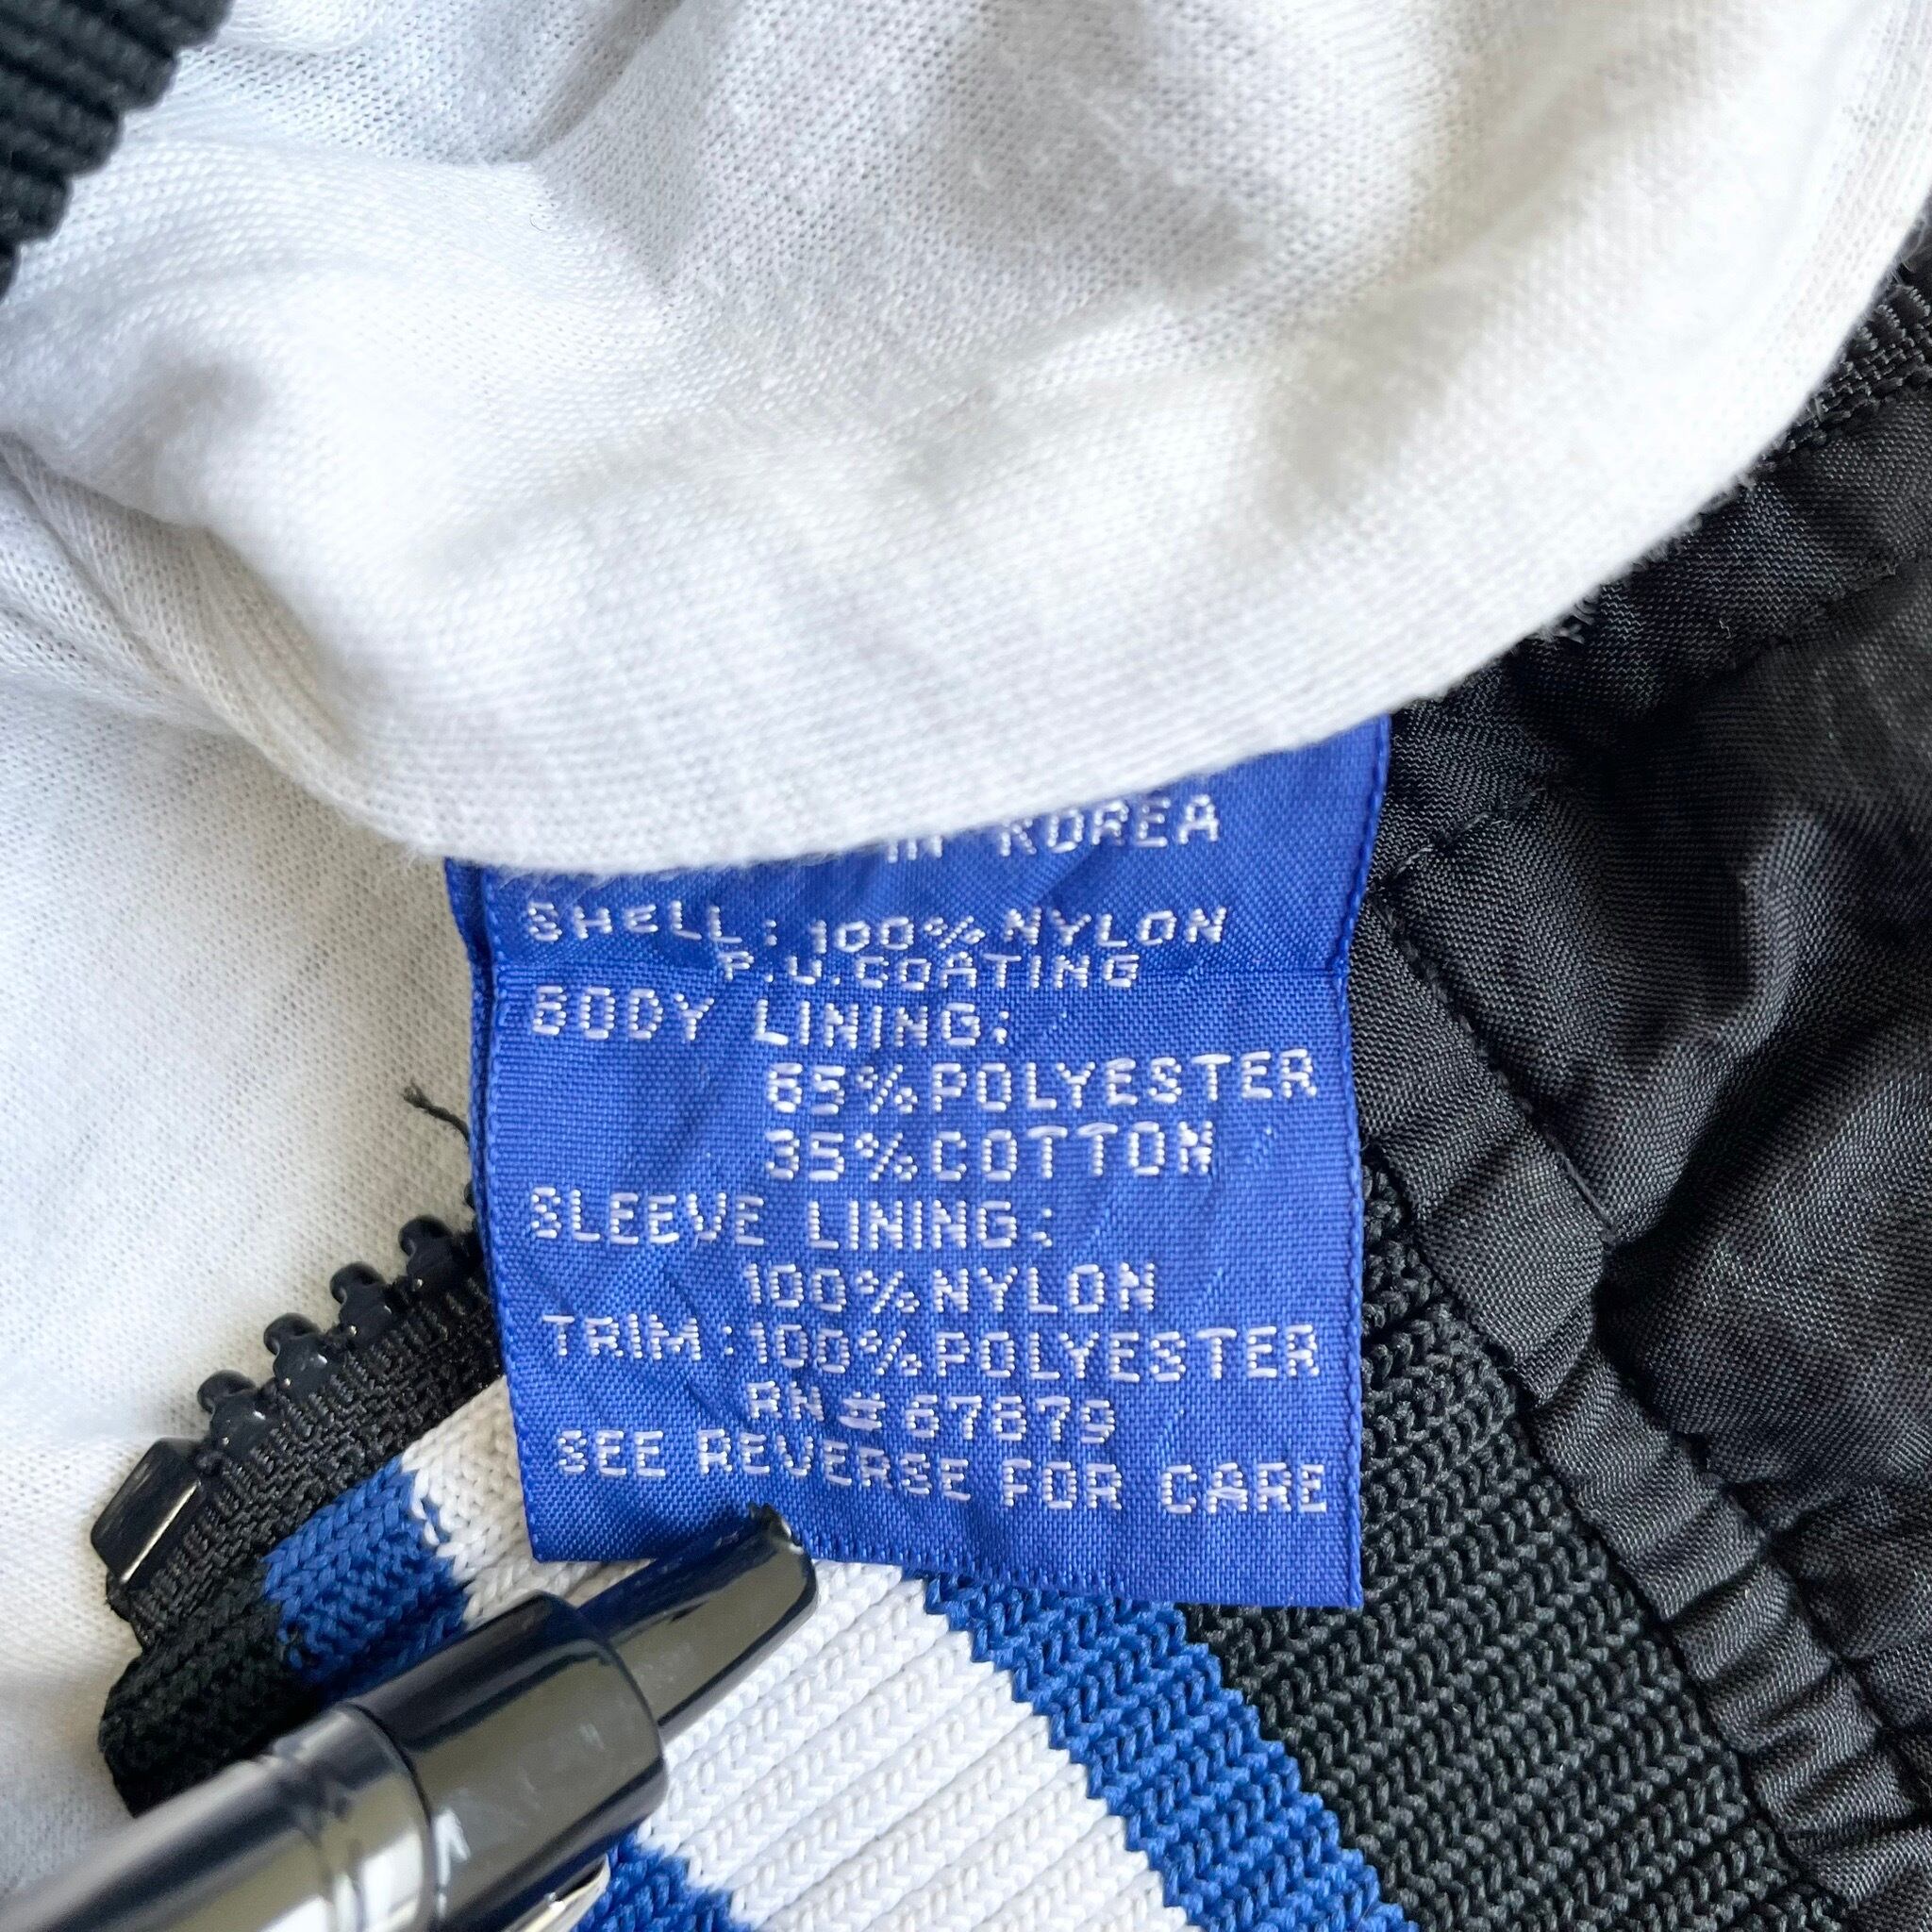 IN KOREA
SHELL: 100% NYLON
P.U.COATING
BODY LINING;
65% POLYESTER
35% COTTON
SLEEVE LINING:
100% NYLON
TRIM:100% POLYESTER
RN# 67879
SEE REVERSE FOR CARE